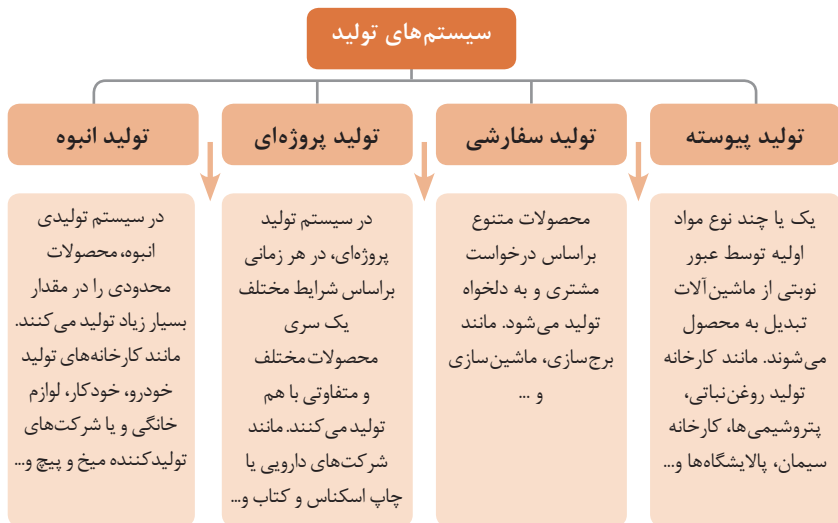 سیستم‌های تولید
تولید پیوسته
یک یا چند نوع مواد
اولیه توسط عبور
نوبتی از ماشین‌آلات
تبدیل به محصول
می‌شوند. مانند کارخانه
تولید روغن‌نباتی،
پتروشیمی‌ها، کارخانه
سیمان، پالایشگاه‌ها و...
تولید سفارشی
محصولات متنوع
براساس درخواست
مشتری و به دلخواه
تولید می‌شود. مانند
برج‌سازی، ماشین‌سازی
و ...
تولید پروژه‌ای
در سیستم تولید
پروژه‌ای، در هر زمانی
براساس شرایط مختلف
یک سری
محصولات مختلف
و متفاوتی با هم
تولید می‌کنند. مانند
شرکت‌های دارویی یا
چاپ اسکناس و کتاب و...
تولید انبوه
در سیستم تولیدی
انبوه، محصولات
محدودی را در مقدار
بسیار زیاد تولید می‌کنند.
مانند کارخانه‌های تولید
خودرو، خودکار، لوازم
خانگی و یا شرکت‌های
تولیدکننده میخ و پیچ و...